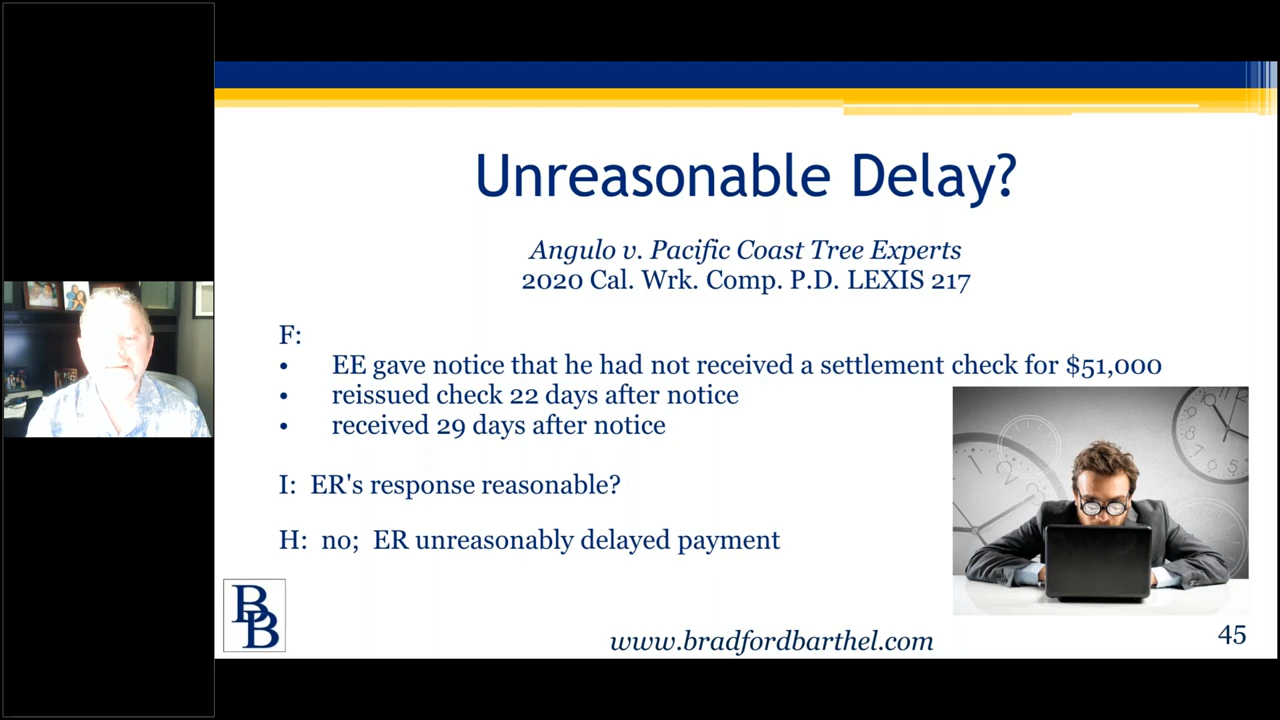 Unreasonable Delay?
Angulo v. Pacific Coast Tree Experts
2020 Cal. Wrk. Comp. P.D. LEXIS 217
F:
• EE gave notice that he had not received a settlement check for $51,000
• reissued check 22 days after notice
• received 29 days after notice
I: ER's response reasonable?
H: no; ER unreasonably delayed payment
BB
www.bradfordbarthel.com
45